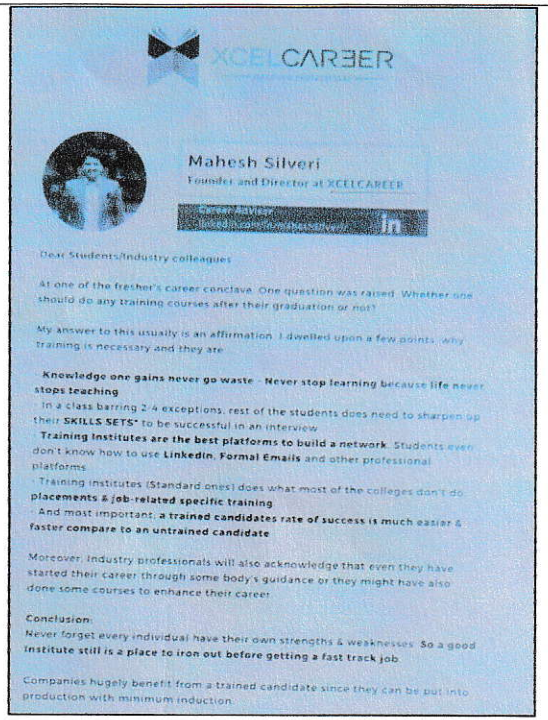 XCELCARƎER
Mahesh Silveri
Founder and Director at XCELCAREER
in
Dear Students/Industry colleagues
At one of the fresher's career conclave. One question was raised. Whether one
should do any training courses after their graduation or not?
My answer to this usually is an affirmation. I dwelled upon a few points, why
training is necessary and they are
· Knowledge one gains never go waste - Never stop learning because life never
stops teaching
· In a class barring 2-4 exceptions, rest of the students does need to sharpen up
their SKILLS SETS" to be successful in an interview
· Training Institutes are the best platforms to build a network. Students even
don't know how to use LinkedIn, Formal Emails and other professional
platforms
· Training institutes (Standard ones) does what most of the colleges don't do
placements & job-related specific training
· And most important, a trained candidates rate of success is much easier &
faster compare to an untrained candidate
Moreover, Industry professionals will also acknowledge that even they have
started their career through some body's guidance or they might have also
done some courses to enhance their career
Conclusion:
Never forget every individual have their own strengths & weaknesses. So a good
Institute still is a place to iron out before getting a fast track job
Companies hugely benefit from a trained candidate since they can be put into
production with minimum induction.